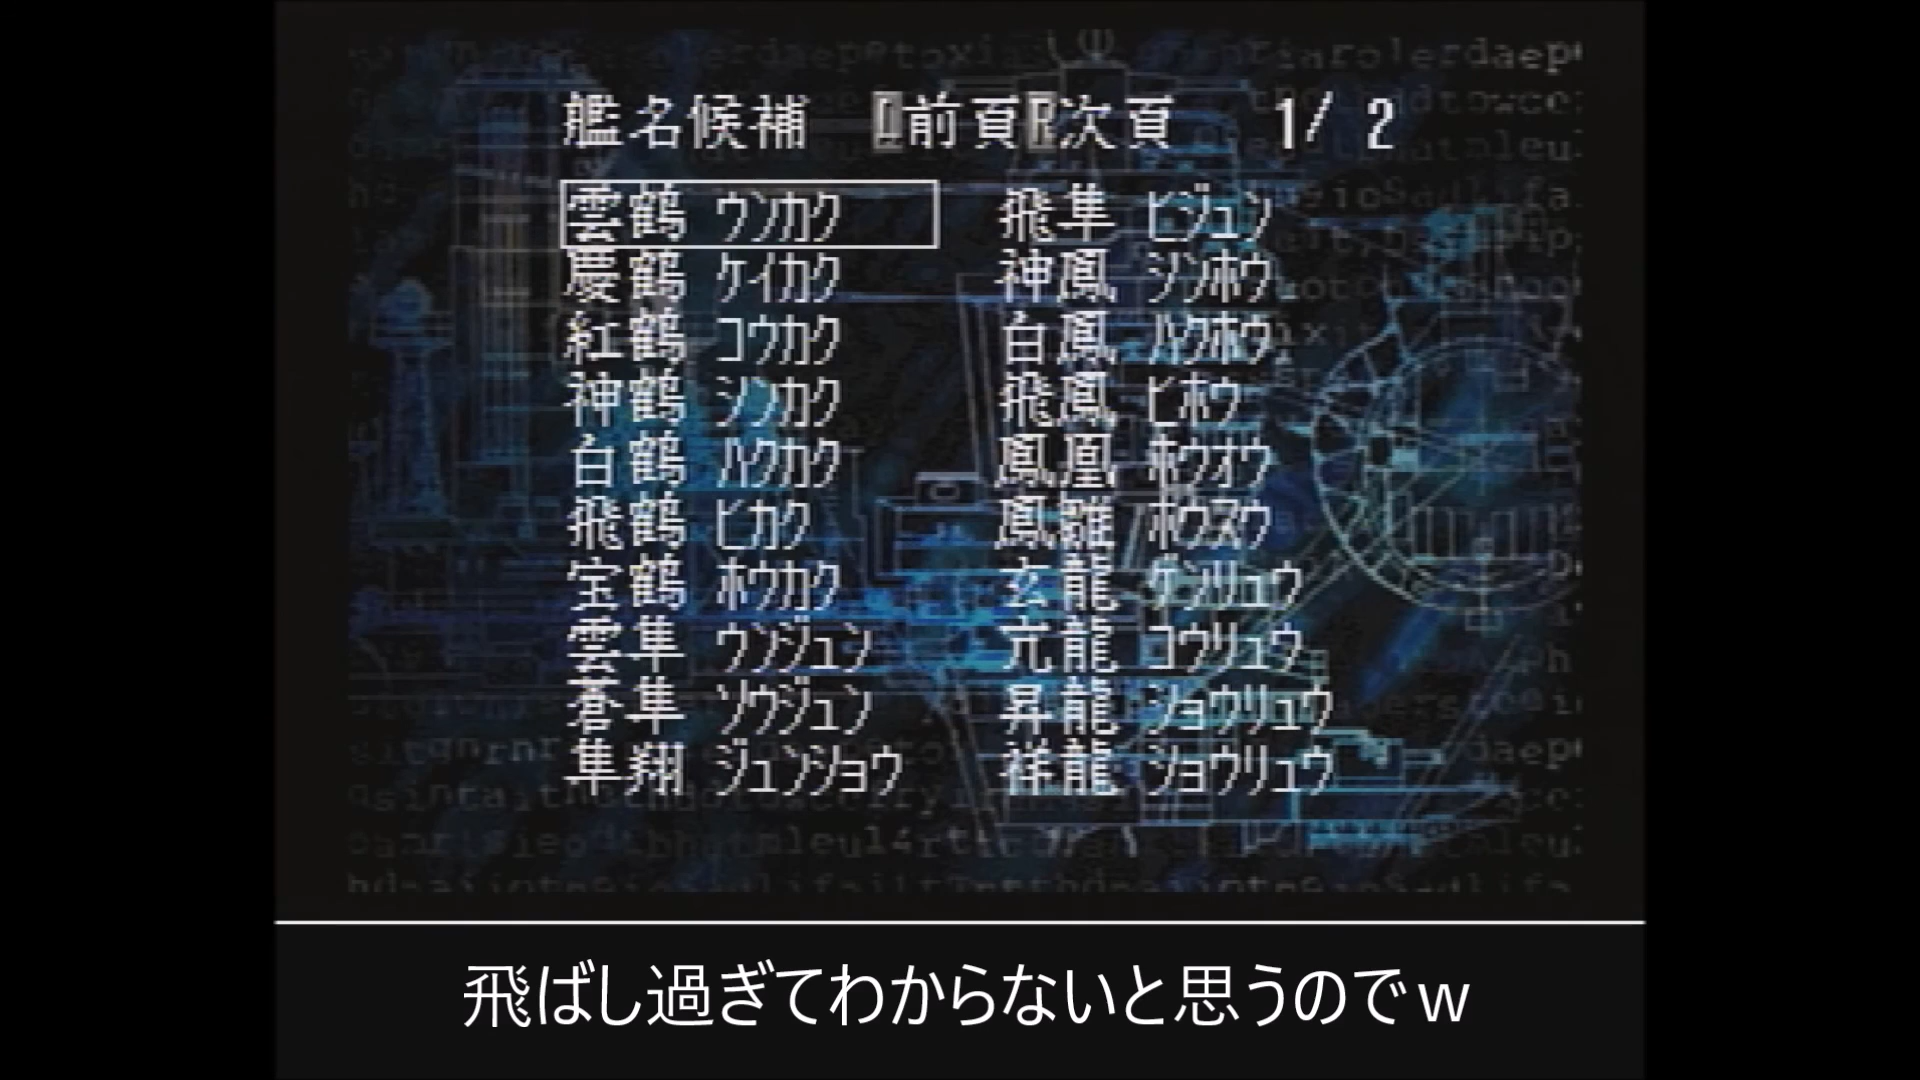 艦名候補 L前頁R次頁 1/ 2
雲鶴 ウンカク
慶鶴 ケイカク
紅鶴 コウカク
神鶴 シンカク
白鶴 ハクカク
飛鶴 ヒカク
宝鶴 ホウカク
雲隼 ウンジュン
蒼隼 ソウジュン
隼翔 ジュンショウ
飛隼 ヒジュン
神鳳 シンホウ
白鳳 ハクホウ
飛鳳 ヒホウ
鳳凰 ホウオウ
鳳雛 ホウスウ
玄龍 ゲンリュウ
亢龍 コウリュウ
昇龍 ショウリュウ
祥龍 ショウリュウ
飛ばし過ぎてわからないと思うのでｗ